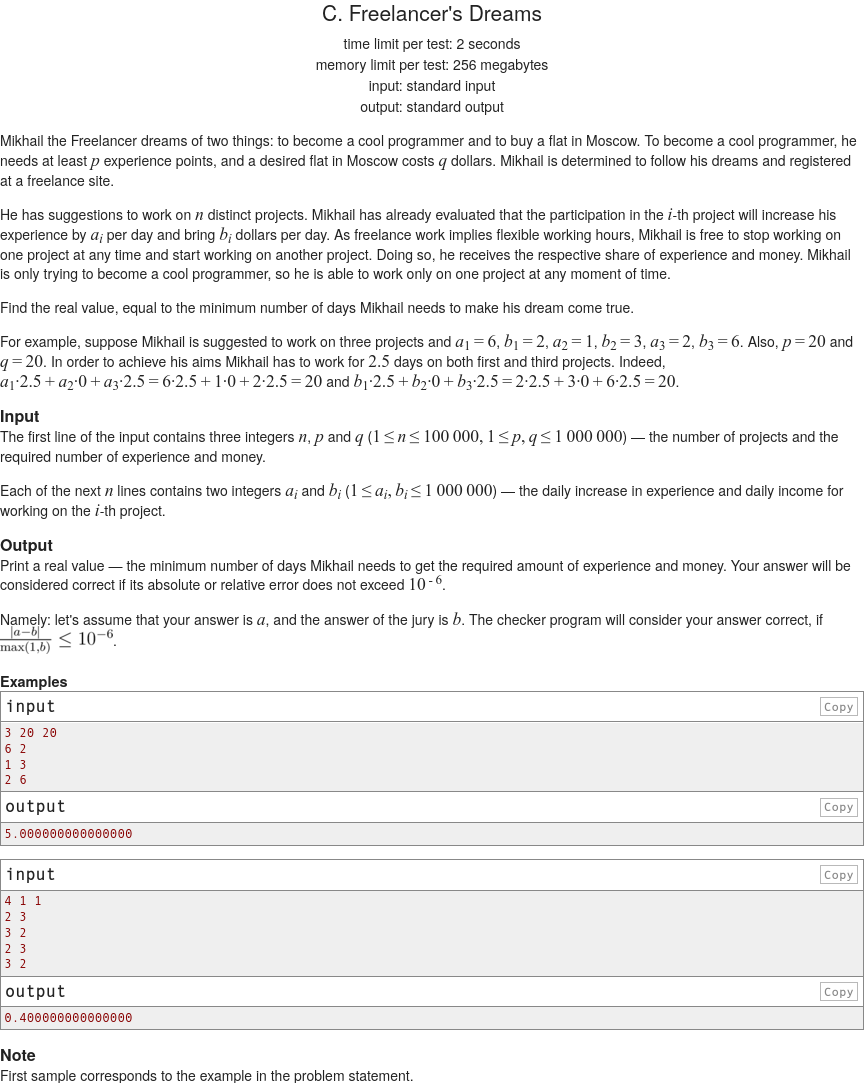 C. Freelancer's Dreams
time limit per test: 2 seconds
memory limit per test: 256 megabytes
input: standard input
output: standard output
Mikhail the Freelancer dreams of two things: to become a cool programmer and to buy a flat in Moscow. To become a cool programmer, he
needs at least p experience points, and a desired flat in Moscow costs q dollars. Mikhail is determined to follow his dreams and registered
at a freelance site.
He has suggestions to work on n distinct projects. Mikhail has already evaluated that the participation in the i-th project will increase his
experience by a_i per day and bring b_i dollars per day. As freelance work implies flexible working hours, Mikhail is free to stop working on
one project at any time and start working on another project. Doing so, he receives the respective share of experience and money. Mikhail
is only trying to become a cool programmer, so he is able to work only on one project at any moment of time.
Find the real value, equal to the minimum number of days Mikhail needs to make his dream come true.
For example, suppose Mikhail is suggested to work on three projects and a_1 = 6, b_1 = 2, a_2 = 1, b_2 = 3, a_3 = 2, b_3 = 6. Also, p = 20 and
q = 20. In order to achieve his aims Mikhail has to work for 2.5 days on both first and third projects. Indeed,
a_1·2.5 + a_2·0 + a_3·2.5 = 6·2.5 + 1·0 + 2·2.5 = 20 and b_1·2.5 + b_2·0 + b_3·2.5 = 2·2.5 + 3·0 + 6·2.5 = 20.
Input
The first line of the input contains three integers n, p and q (1 ≤ n ≤ 100 000, 1 ≤ p, q ≤ 1 000 000) — the number of projects and the
required number of experience and money.
Each of the next n lines contains two integers a_i and b_i (1 ≤ a_i, b_i ≤ 1 000 000) — the daily increase in experience and daily income for
working on the i-th project.
Output
Print a real value — the minimum number of days Mikhail needs to get the required amount of experience and money. Your answer will be
considered correct if its absolute or relative error does not exceed 10^-6.
Namely: let's assume that your answer is a, and the answer of the jury is b. The checker program will consider your answer correct, if
|a−b| / max(1,b) ≤ 10^−6.
Examples
input Copy
3 20 20
6 2
1 3
2 6
output Copy
5.000000000000000
input Copy
4 1 1
2 3
3 2
2 3
3 2
output Copy
0.400000000000000
Note
First sample corresponds to the example in the problem statement.